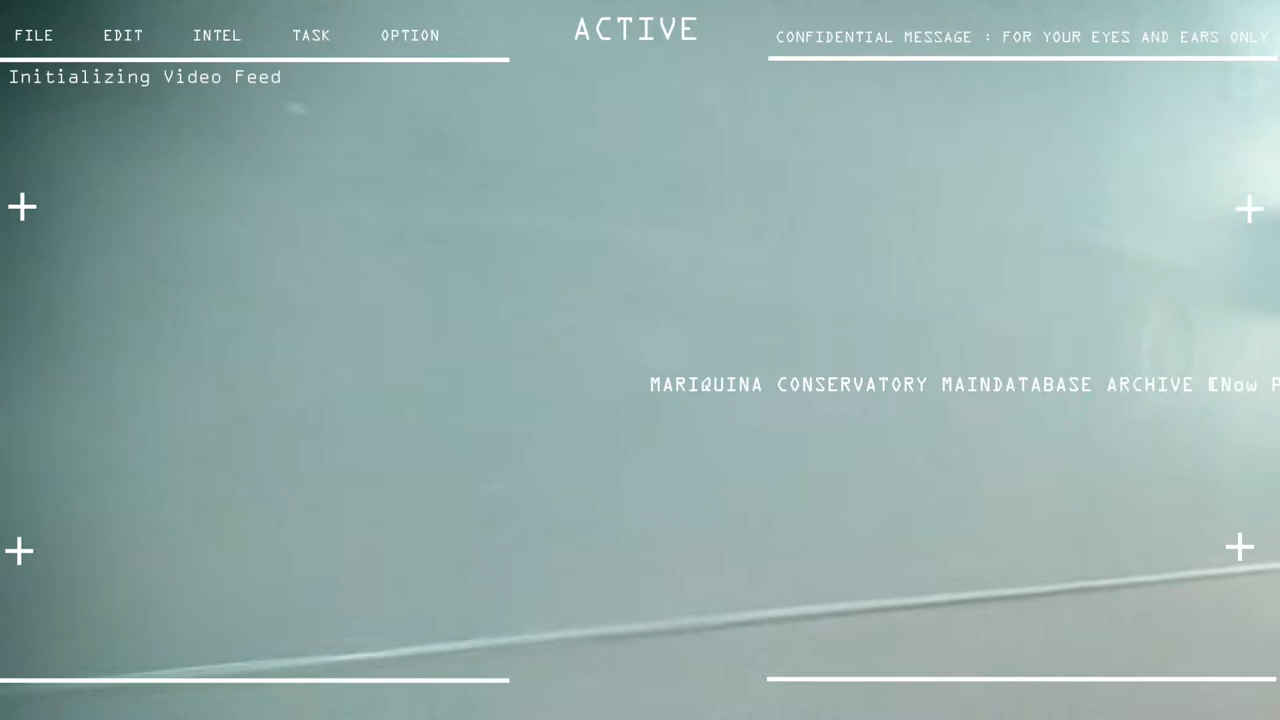 FILE EDIT INTEL TASK OPTION
ACTIVE
CONFIDENTIAL MESSAGE : FOR YOUR EYES AND EARS ONLY
Initializing Video Feed
MARIQUINA CONSERVATORY MAINDATABASE ARCHIVE [Now